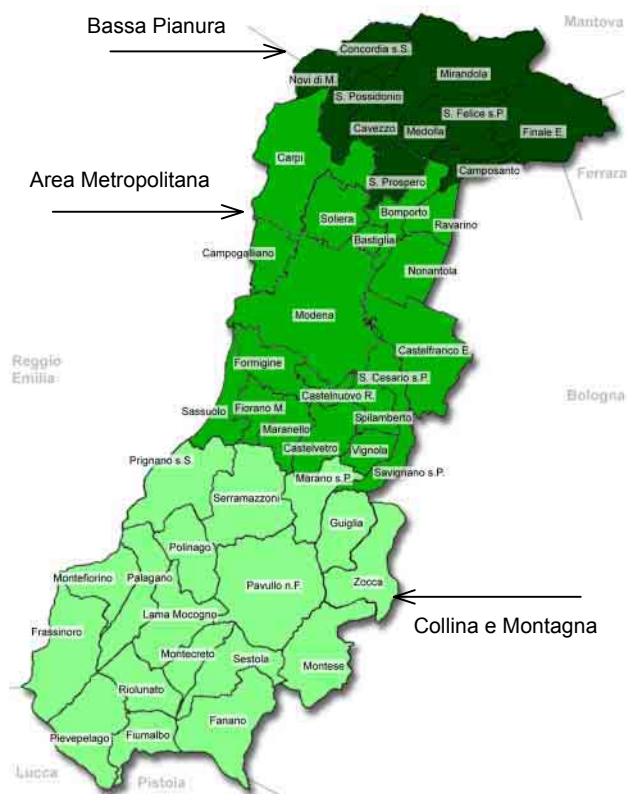 Bassa Pianura
Mantova
Concordia s.S.
Novi di M.
Mirandola
S. Possidonio
S. Felice s.P.
Cavezzo
Medolla
Finale E.
Carpi
Camposanto
Ferrara
Area Metropolitana
S. Prospero
Soliera
Bomporto
Ravarino
Bastiglia
Campogalliano
Nonantola
Modena
Reggio
Emilia
Castelfranco E.
Formigine
S. Cesario s.P.
Bologna
Castelnuovo R.
Sassuolo
Fiorano M.
Spilamberto
Maranello
Castelvetro
Vignola
Prignano s.S.
Savignano s.P.
Marano s.P.
Serramazzoni
Guiglia
Polinago
Montefiorino
Palagano
Pavullo n.F.
Zocca
Lama Mocogno
Collina e Montagna
Frassinoro
Montecreto
Sestola
Montese
Riolunato
Fanano
Pievepelago
Fiumalbo
Lucca
Pistoia